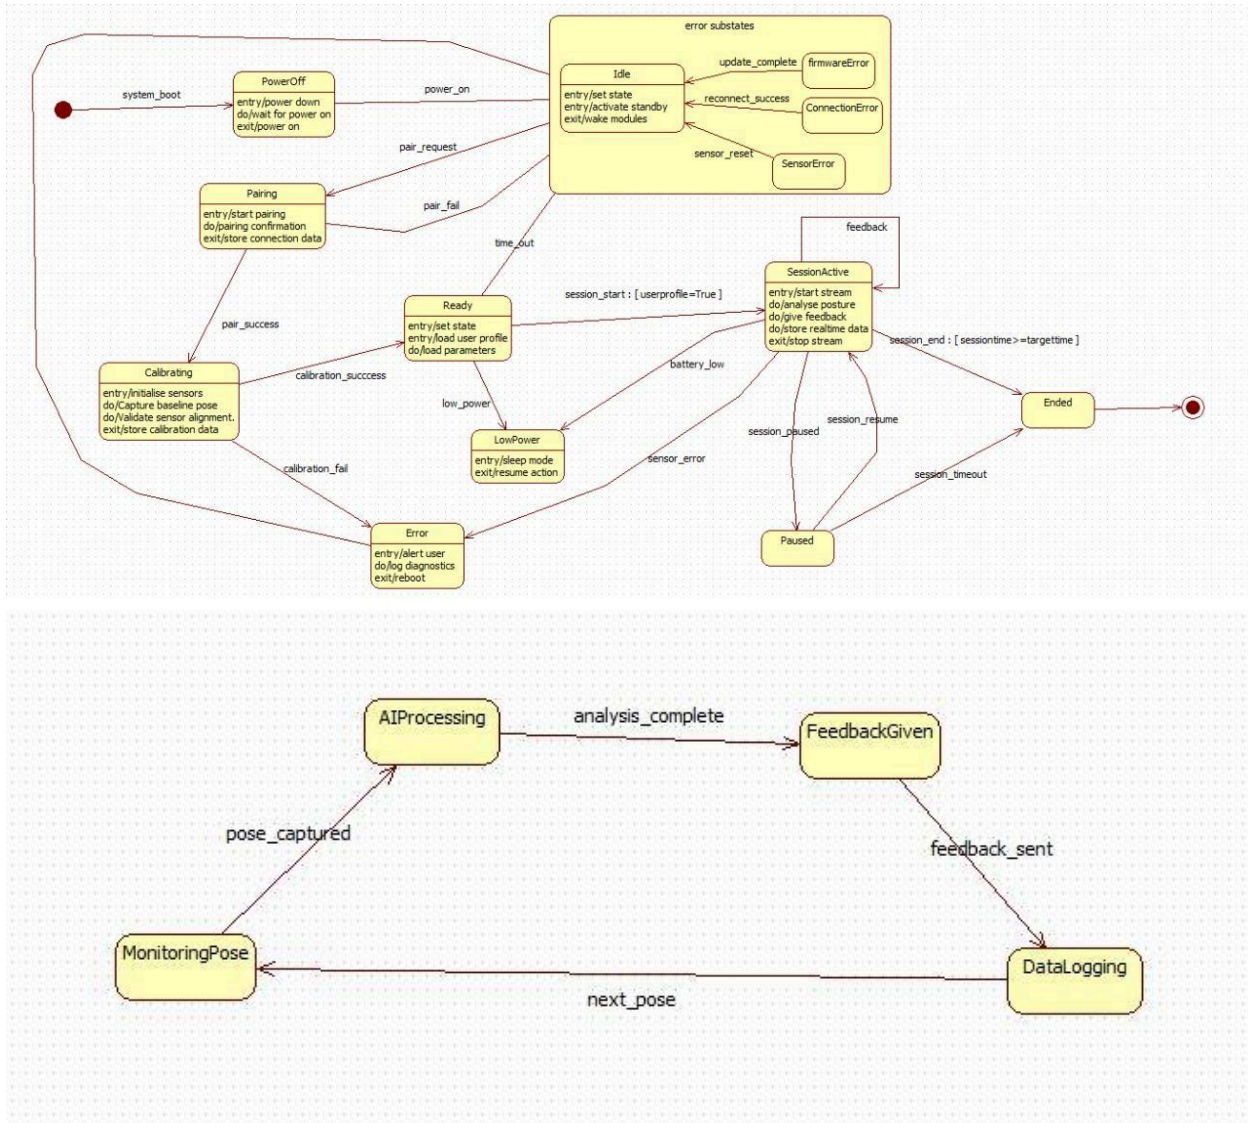 error substates
Idle
entry/set state
entry/activate standby
exit/wake modules
update_complete
firmwareError
reconnect_success
ConnectionError
sensor_reset
SensorError
system_boot
PowerOff
entry/power down
do/wait for power on
exit/power on
power_on
pair_request
Pairing
entry/start pairing
do/pairing confirmation
exit/store connection data
pair_fail
time_out
feedback
SessionActive
entry/start stream
do/analyse posture
do/give feedback
do/store realtime data
exit/stop stream
session_start : [ userprofile=True ]
Ready
entry/set state
entry/load user profile
do/load parameters
pair_success
session_end : [ sessiontime>=targettime ]
Calibrating
entry/initialise sensors
do/Capture baseline pose
do/Validate sensor alignment.
exit/store calibration data
calibration_succcess
battery_low
low_power
Ended
LowPower
entry/sleep mode
exit/resume action
session_paused
session_resume
calibration_fail
sensor_error
session_timeout
Error
entry/alert user
do/log diagnostics
exit/reboot
Paused
AIProcessing
analysis_complete
FeedbackGiven
pose_captured
feedback_sent
MonitoringPose
DataLogging
next_pose